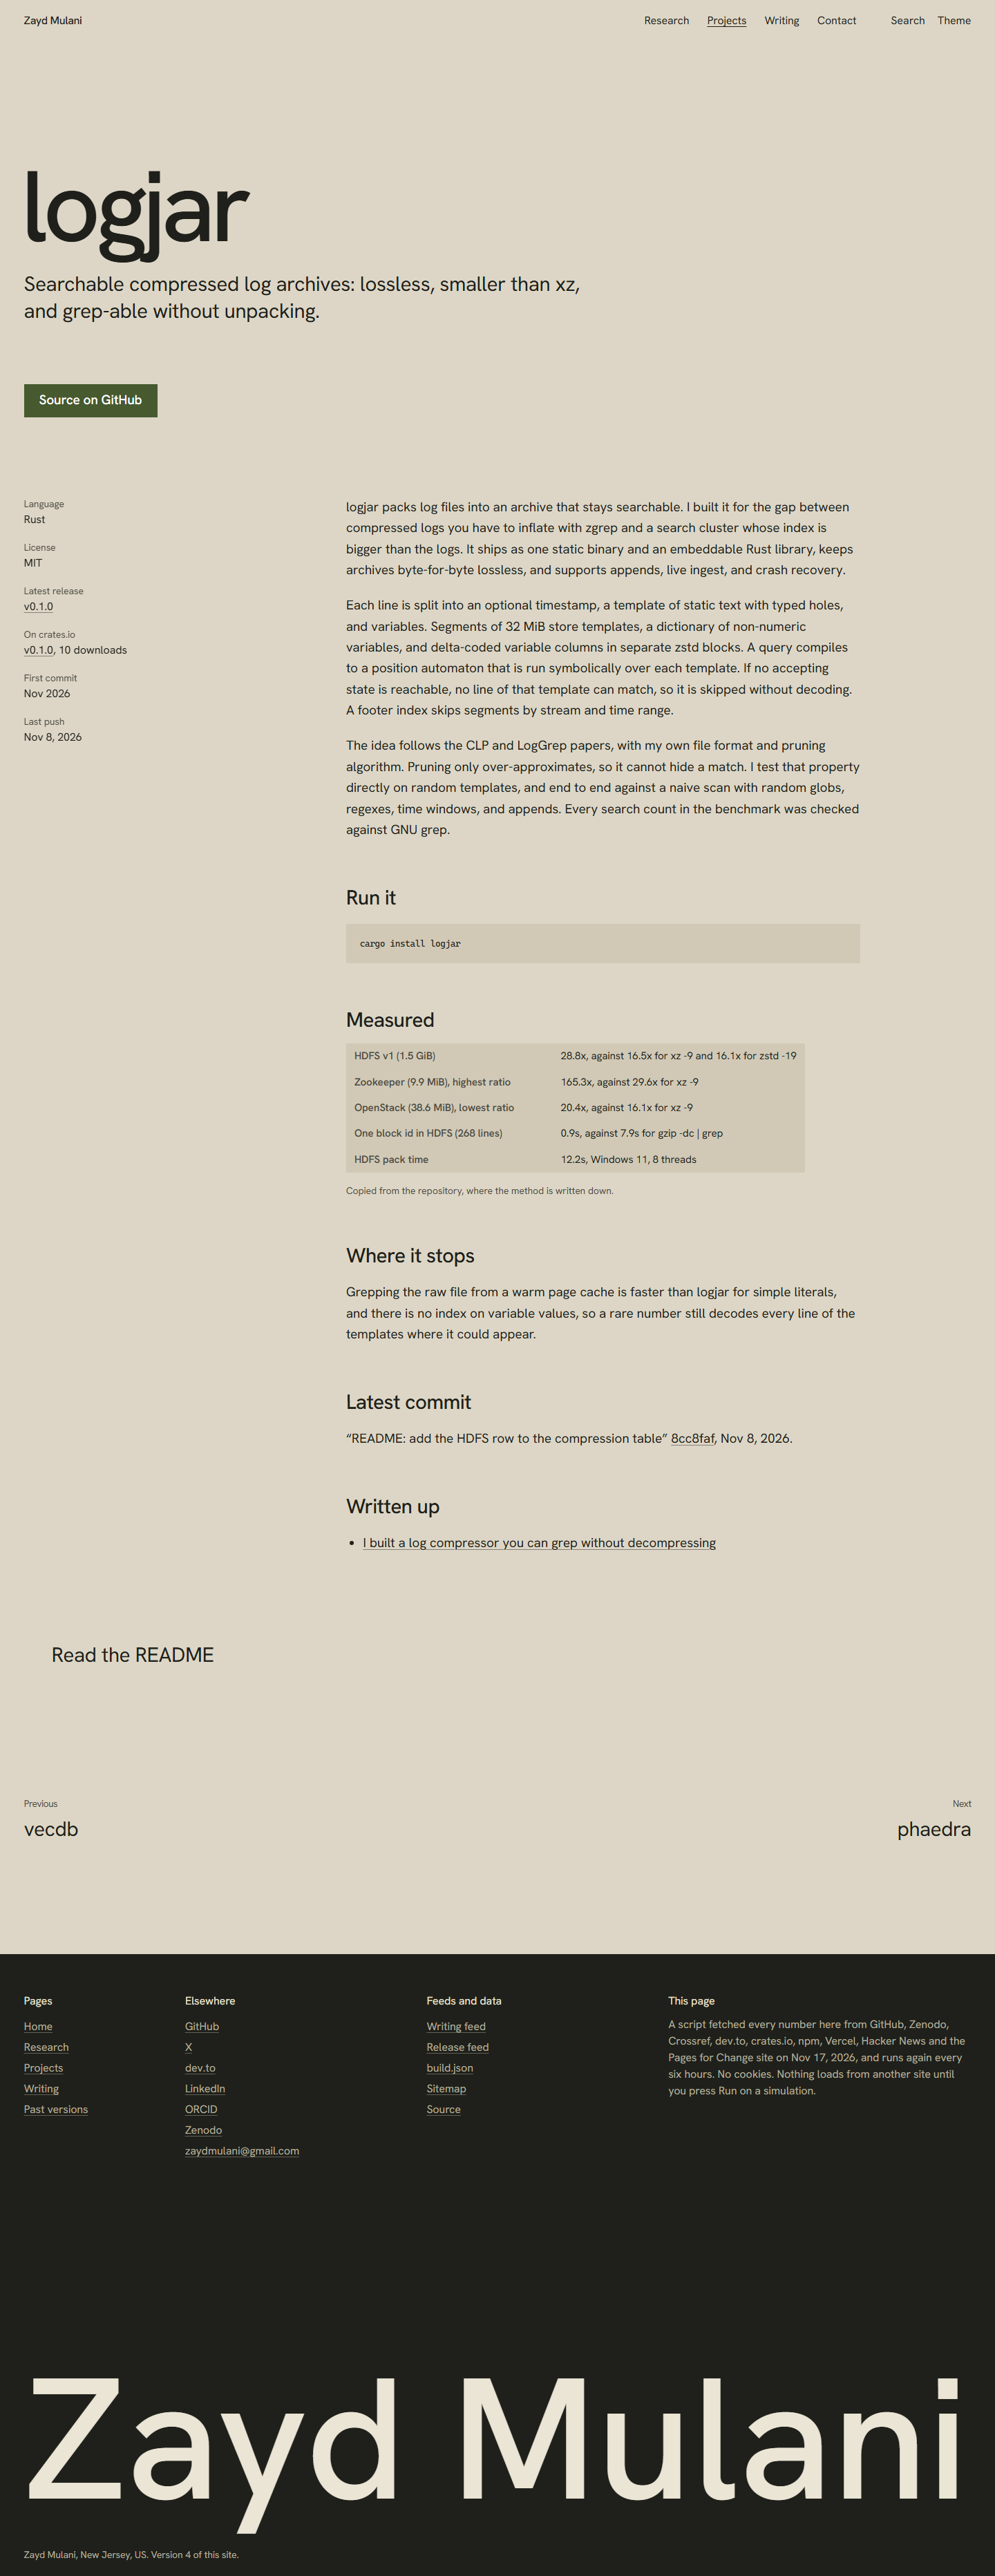 Zayd Mulani
Research Projects Writing Contact Search Theme
logjar
Searchable compressed log archives: lossless, smaller than xz,
and grep-able without unpacking.
Source on GitHub
Language
Rust
License
MIT
Latest release
v0.1.0
On crates.io
v0.1.0, 10 downloads
First commit
Nov 2026
Last push
Nov 8, 2026
logjar packs log files into an archive that stays searchable. I built it for the gap between
compressed logs you have to inflate with zgrep and a search cluster whose index is
bigger than the logs. It ships as one static binary and an embeddable Rust library, keeps
archives byte-for-byte lossless, and supports appends, live ingest, and crash recovery.
Each line is split into an optional timestamp, a template of static text with typed holes,
and variables. Segments of 32 MiB store templates, a dictionary of non-numeric
variables, and delta-coded variable columns in separate zstd blocks. A query compiles
to a position automaton that is run symbolically over each template. If no accepting
state is reachable, no line of that template can match, so it is skipped without decoding.
A footer index skips segments by stream and time range.
The idea follows the CLP and LogGrep papers, with my own file format and pruning
algorithm. Pruning only over-approximates, so it cannot hide a match. I test that property
directly on random templates, and end to end against a naive scan with random globs,
regexes, time windows, and appends. Every search count in the benchmark was checked
against GNU grep.
Run it
cargo install logjar
Measured
HDFS v1 (1.5 GiB) 28.8x, against 16.5x for xz -9 and 16.1x for zstd -19
Zookeeper (9.9 MiB), highest ratio 165.3x, against 29.6x for xz -9
OpenStack (38.6 MiB), lowest ratio 20.4x, against 16.1x for xz -9
One block id in HDFS (268 lines) 0.9s, against 7.9s for gzip -dc | grep
HDFS pack time 12.2s, Windows 11, 8 threads
Copied from the repository, where the method is written down.
Where it stops
Grepping the raw file from a warm page cache is faster than logjar for simple literals,
and there is no index on variable values, so a rare number still decodes every line of the
templates where it could appear.
Latest commit
“README: add the HDFS row to the compression table” 8cc8faf, Nov 8, 2026.
Written up
• I built a log compressor you can grep without decompressing
Read the README
Previous
vecdb
Next
phaedra
Pages
Home
Research
Projects
Writing
Past versions
Elsewhere
GitHub
X
dev.to
LinkedIn
ORCID
Zenodo
zaydmulani@gmail.com
Feeds and data
Writing feed
Release feed
build.json
Sitemap
Source
This page
A script fetched every number here from GitHub, Zenodo,
Crossref, dev.to, crates.io, npm, Vercel, Hacker News and the
Pages for Change site on Nov 17, 2026, and runs again every
six hours. No cookies. Nothing loads from another site until
you press Run on a simulation.
Zayd Mulani
Zayd Mulani, New Jersey, US. Version 4 of this site.